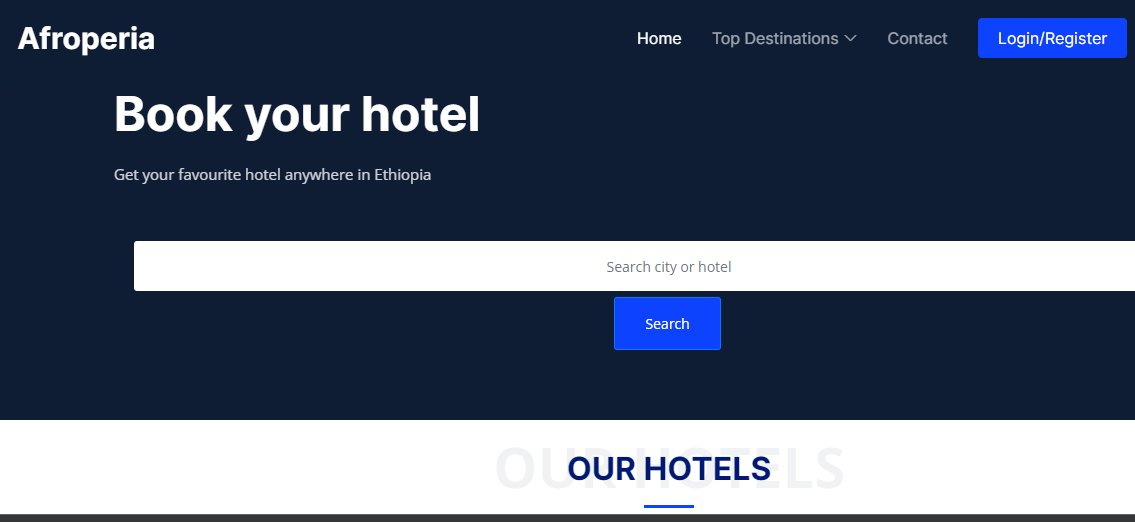 Afroperia
Home Top Destinations Contact Login/Register
Book your hotel
Get your favourite hotel anywhere in Ethiopia
Search city or hotel
Search
OUR HOTELS
OUR HOTELS